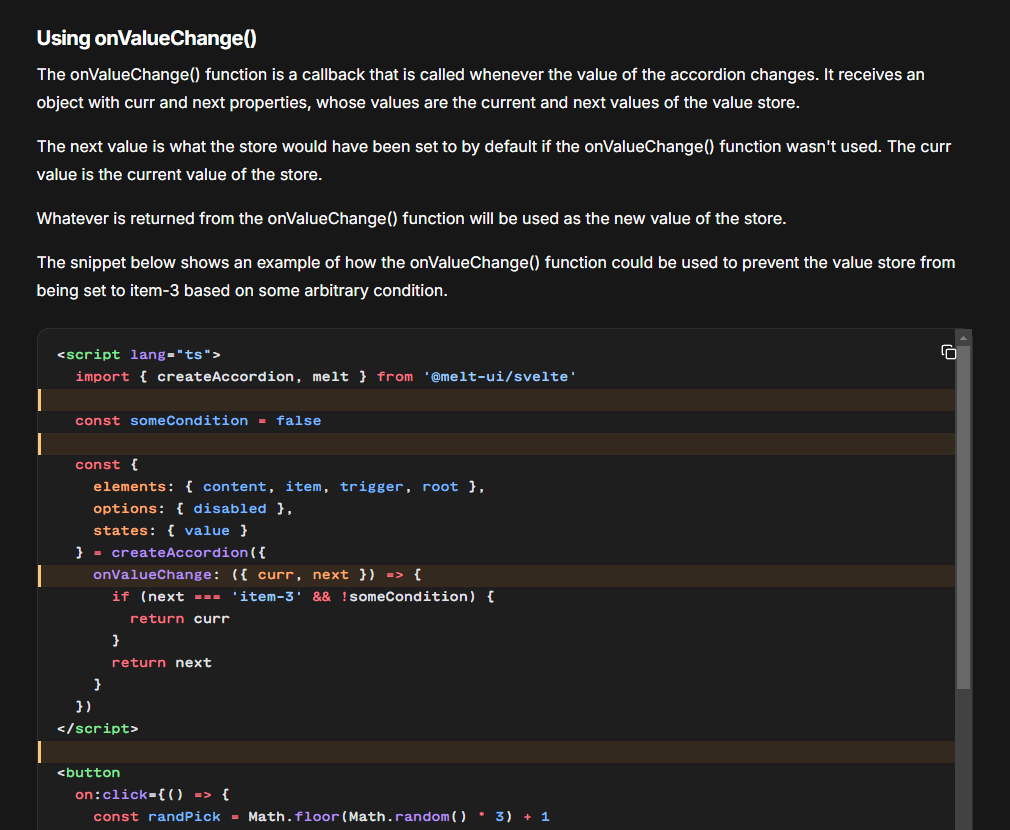 Using onValueChange()
The onValueChange() function is a callback that is called whenever the value of the accordion changes. It receives an
object with curr and next properties, whose values are the current and next values of the value store.
The next value is what the store would have been set to by default if the onValueChange() function wasn't used. The curr
value is the current value of the store.
Whatever is returned from the onValueChange() function will be used as the new value of the store.
The snippet below shows an example of how the onValueChange() function could be used to prevent the value store from
being set to item-3 based on some arbitrary condition.
<script lang="ts">
  import { createAccordion, melt } from '@melt-ui/svelte'
  const someCondition = false
  const {
    elements: { content, item, trigger, root },
    options: { disabled },
    states: { value }
  } = createAccordion({
    onValueChange: ({ curr, next }) => {
      if (next === 'item-3' && !someCondition) {
        return curr
      }
      return next
    }
  })
</script>
<button
  on:click={() => {
    const randPick = Math.floor(Math.random() * 3) + 1